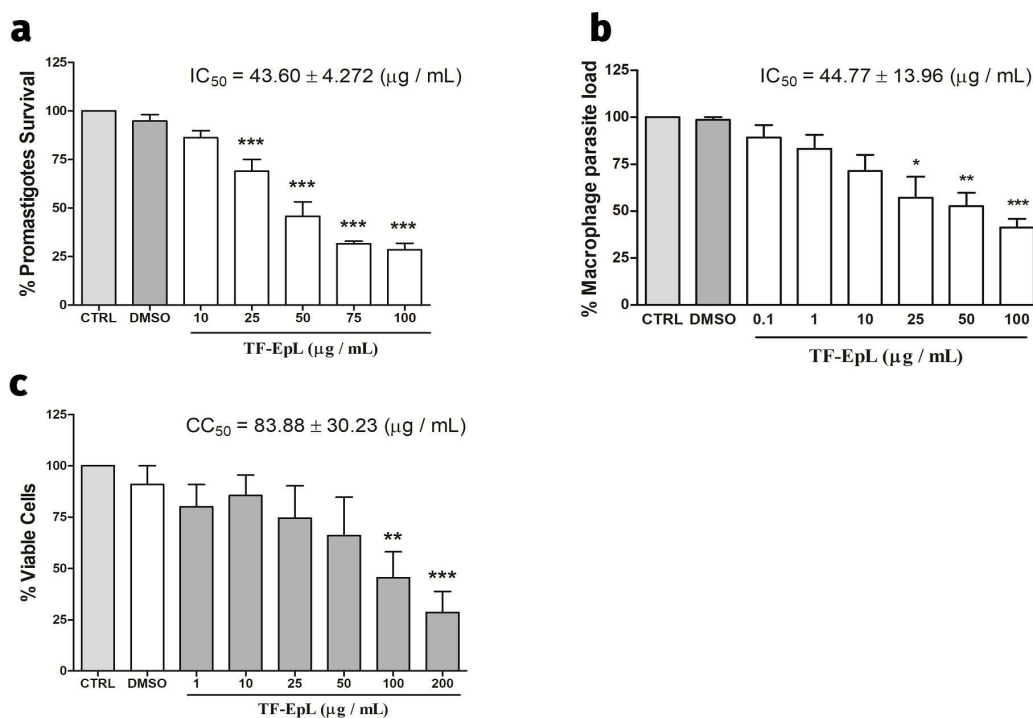 a
IC50 = 43.60 ± 4.272 (μg / mL)
% Promastigotes Survival
125
100
75
50
25
0
***
***
***
***
CTRL DMSO 10 25 50 75 100
TF-EpL (μg / mL)
b
IC50 = 44.77 ± 13.96 (μg / mL)
% Macrophage parasite load
125
100
75
50
25
0
*
**
***
CTRL DMSO 0.1 1 10 25 50 100
TF-EpL (μg / mL)
c
CC50 = 83.88 ± 30.23 (μg / mL)
% Viable Cells
125
100
75
50
25
0
**
***
CTRL DMSO 1 10 25 50 100 200
TF-EpL (μg / mL)